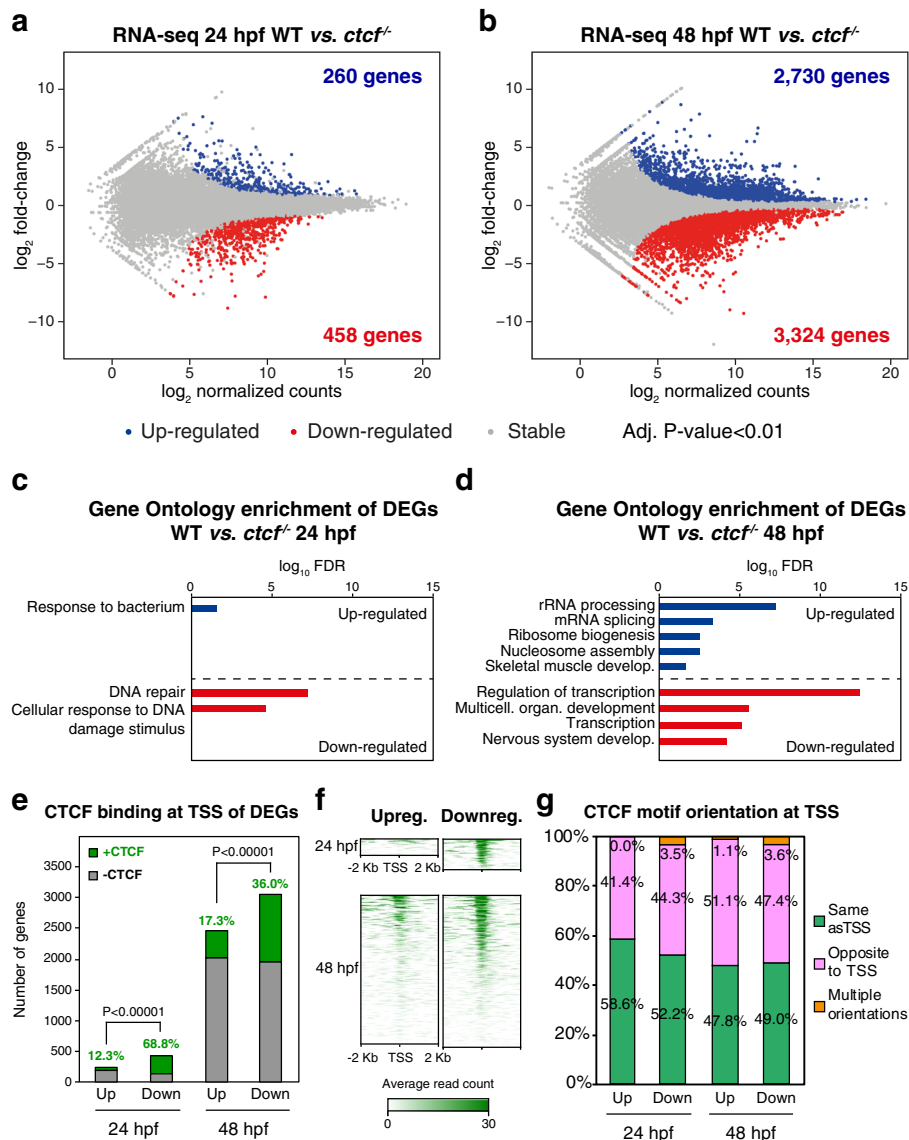 a
RNA-seq 24 hpf WT vs. ctcf-/-
260 genes
log2 fold-change
10
5
0
−5
−10
458 genes
0
5
10
15
20
log2 normalized counts
b
RNA-seq 48 hpf WT vs. ctcf-/-
2,730 genes
log2 fold-change
10
5
0
−5
−10
3,324 genes
0
5
10
15
20
log2 normalized counts
Up-regulated
Down-regulated
Stable
Adj. P-value<0.01
c
Gene Ontology enrichment of DEGs
WT vs. ctcf-/- 24 hpf
log10 FDR
0
5
10
15
Response to bacterium
Up-regulated
DNA repair
Cellular response to DNA
damage stimulus
Down-regulated
d
Gene Ontology enrichment of DEGs
WT vs. ctcf-/- 48 hpf
log10 FDR
0
5
10
15
rRNA processing
mRNA splicing
Ribosome biogenesis
Nucleosome assembly
Skeletal muscle develop.
Up-regulated
Regulation of transcription
Multicell. organ. development
Transcription
Nervous system develop.
Down-regulated
e
CTCF binding at TSS of DEGs
+CTCF
-CTCF
Number of genes
3500
3000
2500
2000
1500
1000
500
0
P<0.00001
36.0%
17.3%
P<0.00001
12.3%
68.8%
Up
Down
Up
Down
24 hpf
48 hpf
f
Upreg.
Downreg.
24 hpf
-2 Kb
TSS
2 Kb
-2 Kb
TSS
2 Kb
48 hpf
-2 Kb
TSS
2 Kb
-2 Kb
TSS
2 Kb
Average read count
0
30
g
CTCF motif orientation at TSS
100%
80%
60%
40%
20%
0%
0.0%
3.5%
1.1%
3.6%
41.4%
44.3%
51.1%
47.4%
58.6%
52.2%
47.8%
49.0%
Same
asTSS
Opposite
to TSS
Multiple
orientations
Up
Down
Up
Down
24 hpf
48 hpf